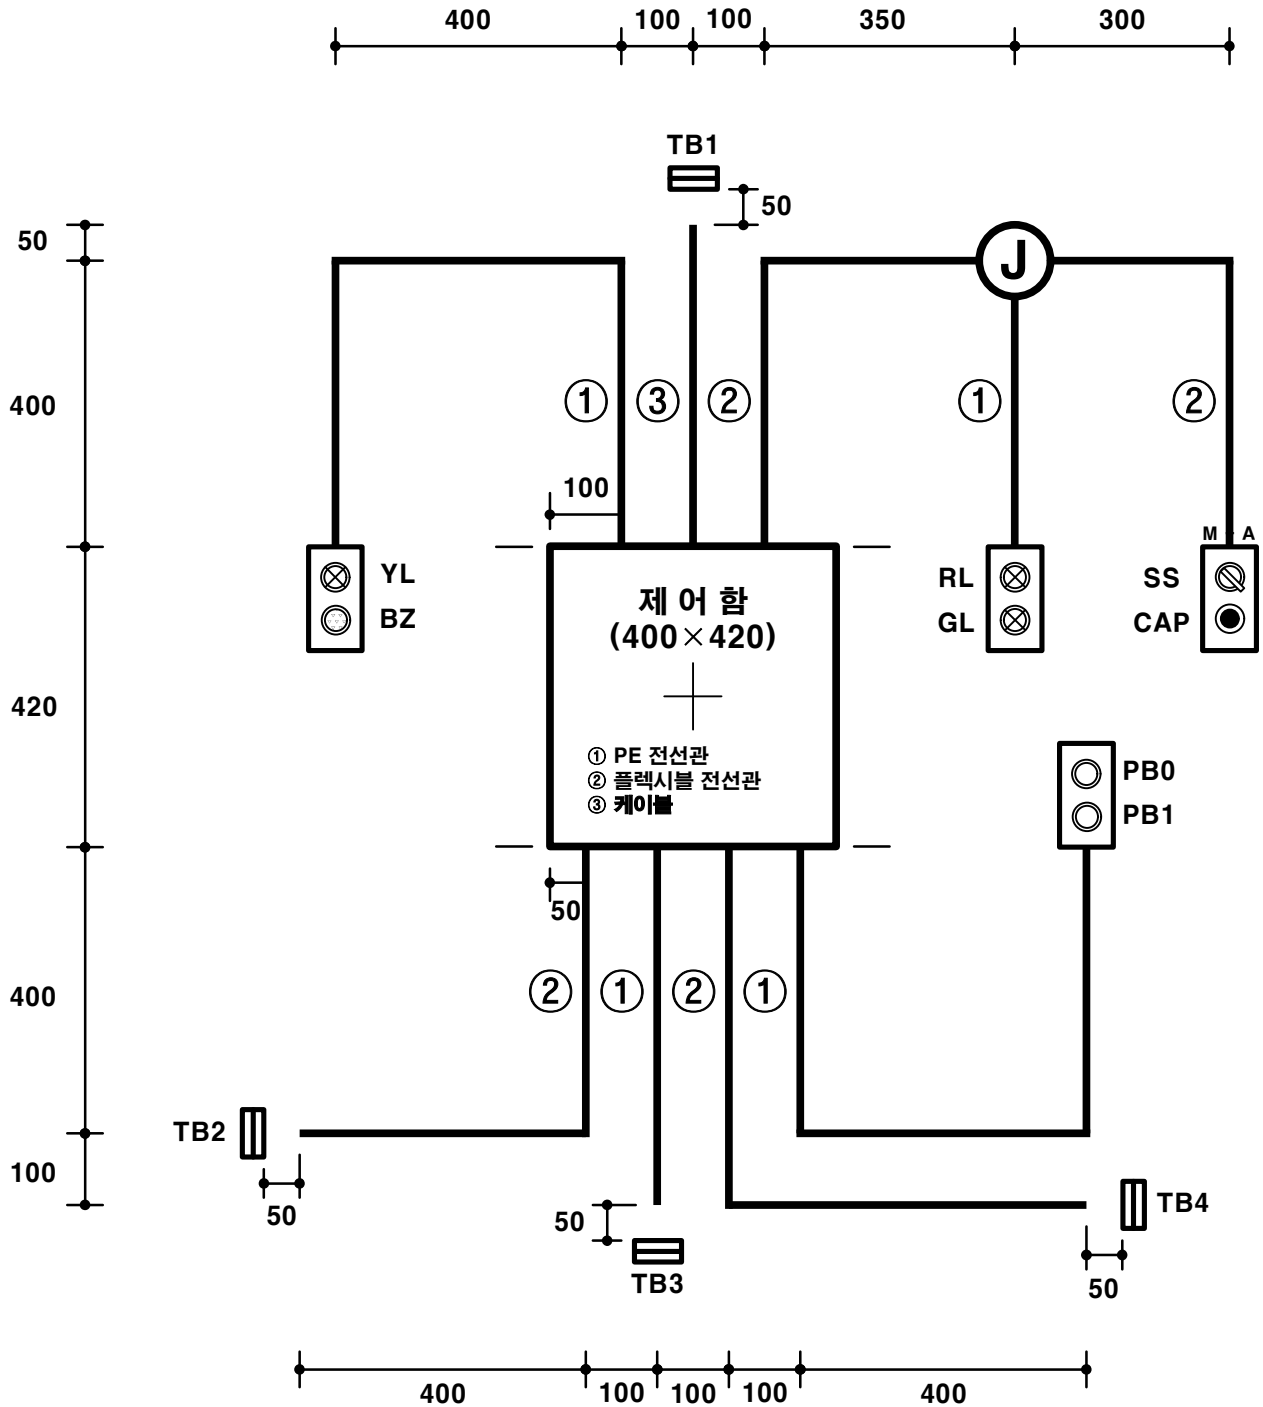 400 100 100 350 300
TB1
50
50
J
400
① ③ ② ① ②
100
M A
YL
BZ
RL
GL
SS
CAP
제 어 함
(400×420)
420
① PE 전선관
② 플렉시블 전선관
③ 케이블
PB0
PB1
50
400
② ① ② ①
TB2
100
50
50
TB3
TB4
50
400 100 100 100 400